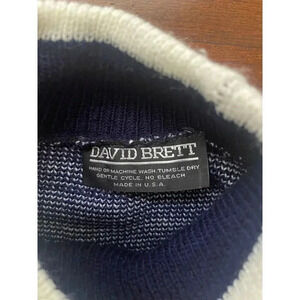 DAVID BRETT
HAND OR MACHINE WASH. TUMBLE DRY
GENTLE CYCLE. NO BLEACH
MADE IN U.S.A.